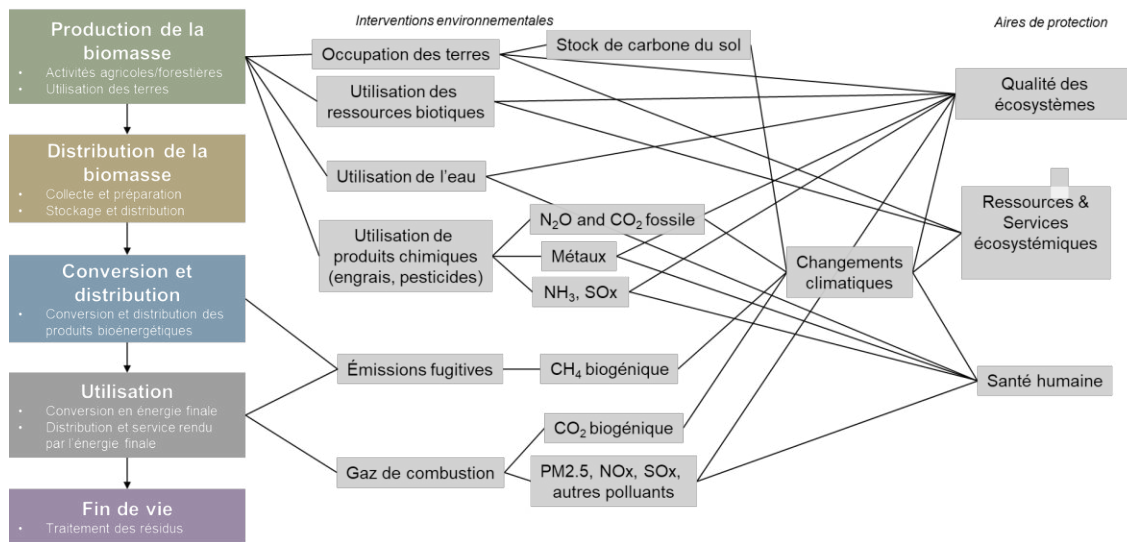 Interventions environnementales
Aires de protection
Production de la
biomasse
• Activités agricoles/forestières
• Utilisation des terres
Distribution de la
biomasse
• Collecte et préparation
• Stockage et distribution
Conversion et
distribution
• Conversion et distribution des
produits bioénergétiques
Utilisation
• Conversion en énergie finale
• Distribution et service rendu
par l'énergie finale
Fin de vie
• Traitement des résidus
Occupation des terres
Utilisation des
ressources biotiques
Utilisation de l'eau
Utilisation de
produits chimiques
(engrais, pesticides)
Émissions fugitives
Gaz de combustion
Stock de carbone du sol
N2O and CO2 fossile
Métaux
NH3, SOx
CH4 biogénique
CO2 biogénique
PM2.5, NOx, SOx,
autres polluants
Changements
climatiques
Qualité des
écosystèmes
Ressources &
Services
écosystémiques
Santé humaine